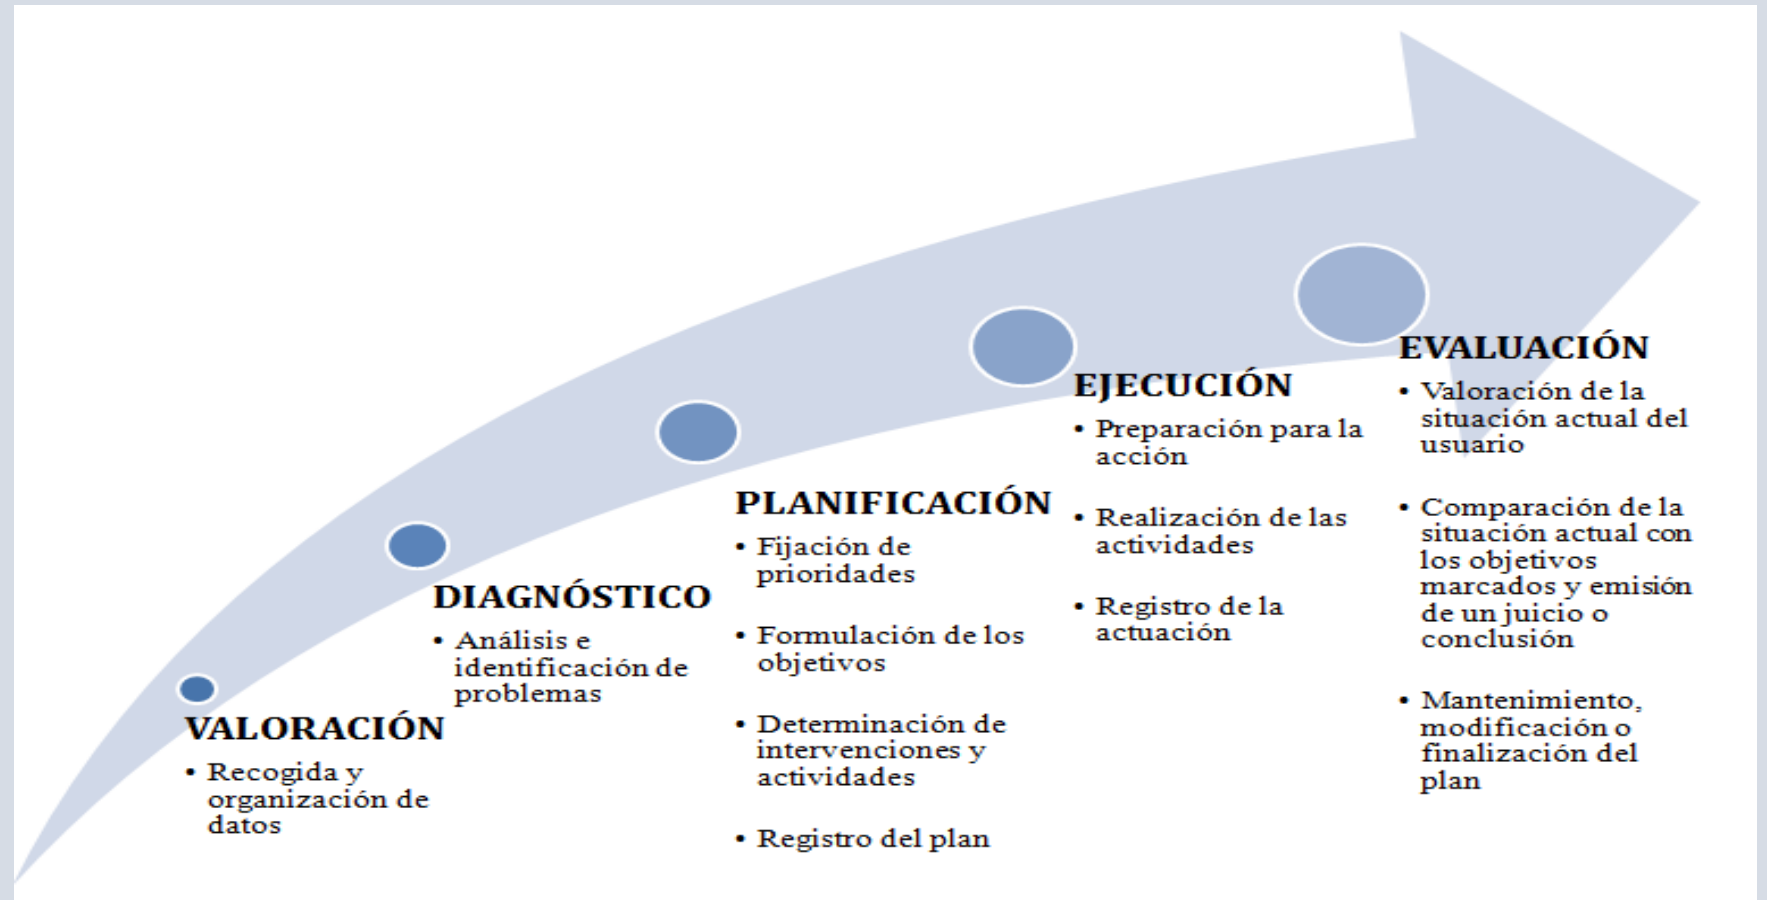 VALORACIÓN
• Recogida y
organización de
datos
DIAGNÓSTICO
• Análisis e
identificación de
problemas
PLANIFICACIÓN
• Fijación de
prioridades
• Formulación de los
objetivos
• Determinación de
intervenciones y
actividades
• Registro del plan
EJECUCIÓN
• Preparación para la
acción
• Realización de las
actividades
• Registro de la
actuación
EVALUACIÓN
• Valoración de la
situación actual del
usuario
• Comparación de la
situación actual con
los objetivos
marcados y emisión
de un juicio o
conclusión
• Mantenimiento,
modificación o
finalización del
plan